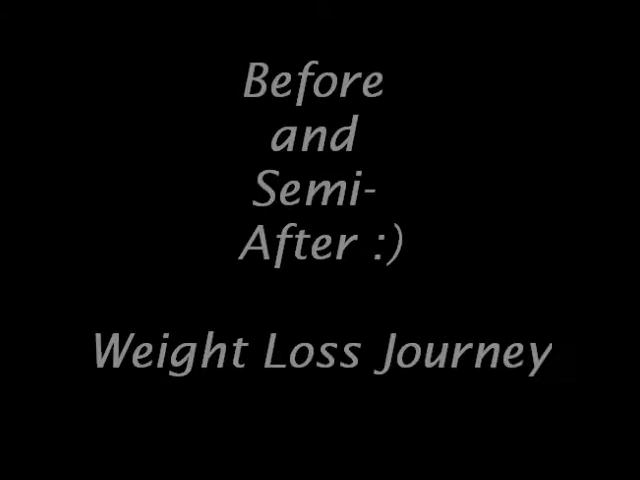 Before
and
Semi-
After :)
Weight Loss Journey